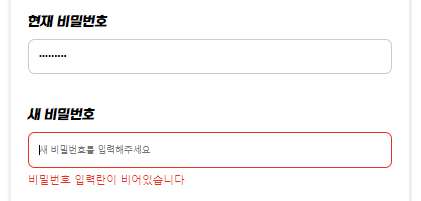 현재 비밀번호
•••••••••
새 비밀번호
새 비밀번호를 입력해주세요
비밀번호 입력란이 비어있습니다